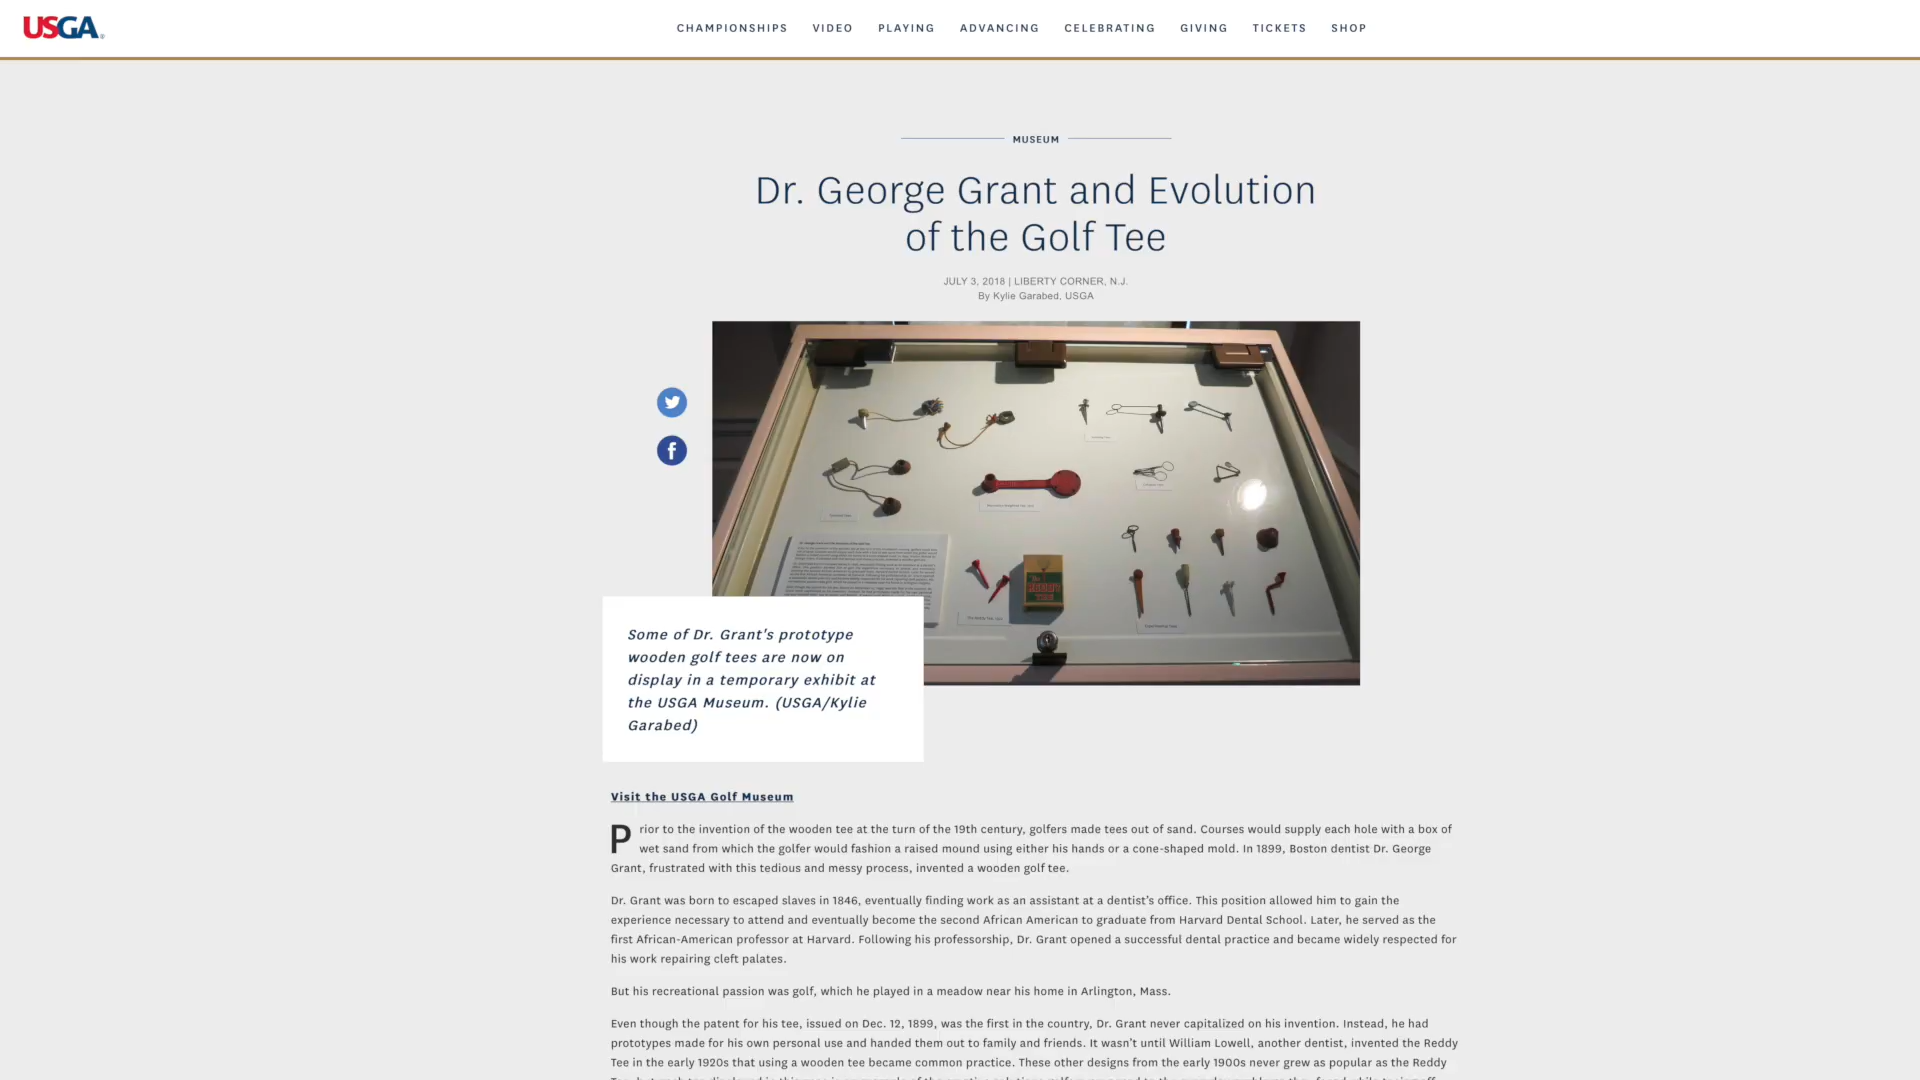 USGA
CHAMPIONSHIPS VIDEO PLAYING ADVANCING CELEBRATING GIVING TICKETS SHOP
MUSEUM
Dr. George Grant and Evolution
of the Golf Tee
JULY 3, 2018 | LIBERTY CORNER, N.J.
By Kylie Garabed, USGA
Some of Dr. Grant's prototype
wooden golf tees are now on
display in a temporary exhibit at
the USGA Museum. (USGA/Kylie
Garabed)
Visit the USGA Golf Museum
Prior to the invention of the wooden tee at the turn of the 19th century, golfers made tees out of sand. Courses would supply each hole with a box of
wet sand from which the golfer would fashion a raised mound using either his hands or a cone-shaped mold. In 1899, Boston dentist Dr. George
Grant, frustrated with this tedious and messy process, invented a wooden golf tee.
Dr. Grant was born to escaped slaves in 1846, eventually finding work as an assistant at a dentist's office. This position allowed him to gain the
experience necessary to attend and eventually become the second African American to graduate from Harvard Dental School. Later, he served as the
first African-American professor at Harvard. Following his professorship, Dr. Grant opened a successful dental practice and became widely respected for
his work repairing cleft palates.
But his recreational passion was golf, which he played in a meadow near his home in Arlington, Mass.
Even though the patent for his tee, issued on Dec. 12, 1899, was the first in the country, Dr. Grant never capitalized on his invention. Instead, he had
prototypes made for his own personal use and handed them out to family and friends. It wasn't until William Lowell, another dentist, invented the Reddy
Tee in the early 1920s that using a wooden tee became common practice. These other designs from the early 1900s never grew as popular as the Reddy